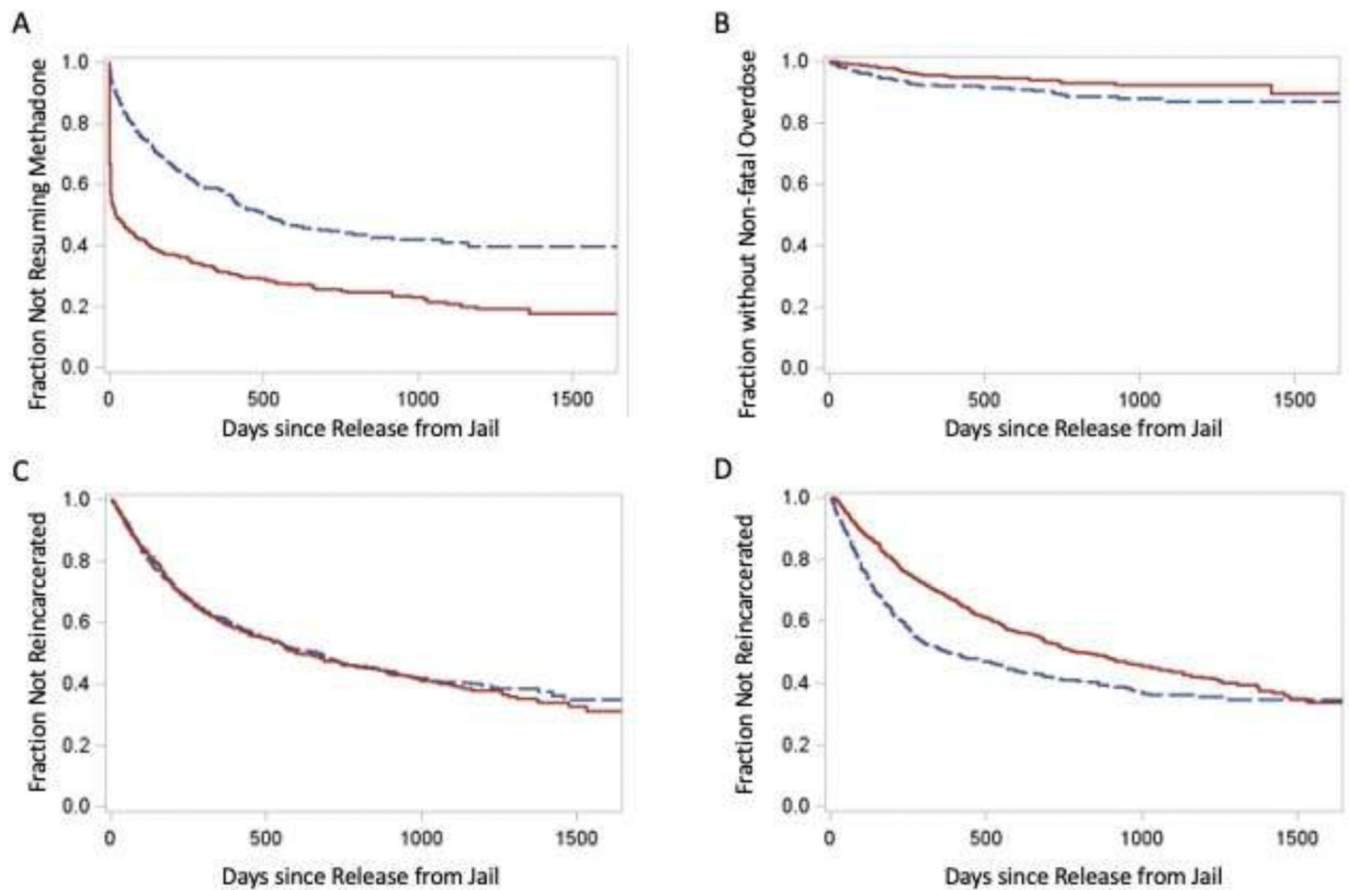 A
Fraction Not Resuming Methadone
1.0
0.8
0.6
0.4
0.2
0.0
0 500 1000 1500
Days since Release from Jail
B
Fraction without Non-fatal Overdose
1.0
0.8
0.6
0.4
0.2
0.0
0 500 1000 1500
Days since Release from Jail
C
Fraction Not Reincarcerated
1.0
0.8
0.6
0.4
0.2
0.0
0 500 1000 1500
Days since Release from Jail
D
Fraction Not Reincarcerated
1.0
0.8
0.6
0.4
0.2
0.0
0 500 1000 1500
Days since Release from Jail